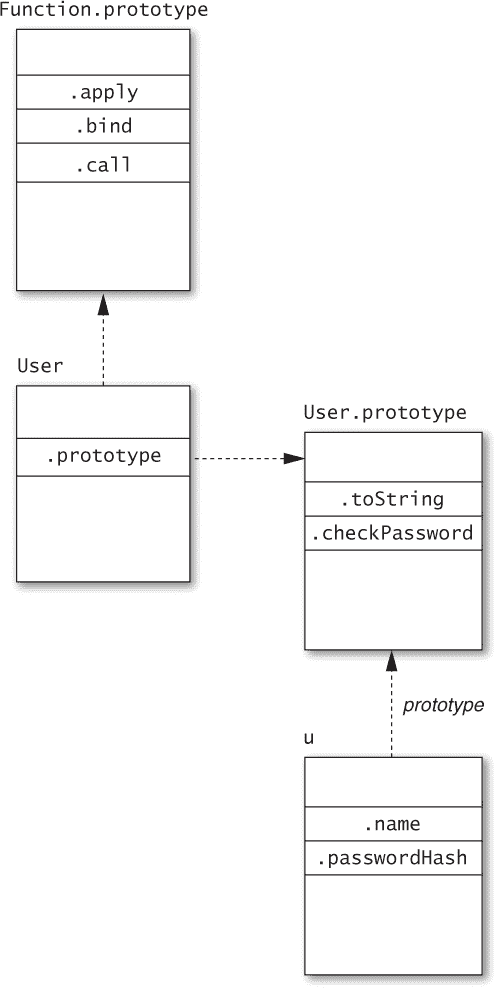 Function.prototype
.apply
.bind
.call
User
.prototype
User.prototype
.toString
.checkPassword
prototype
u
.name
.passwordHash